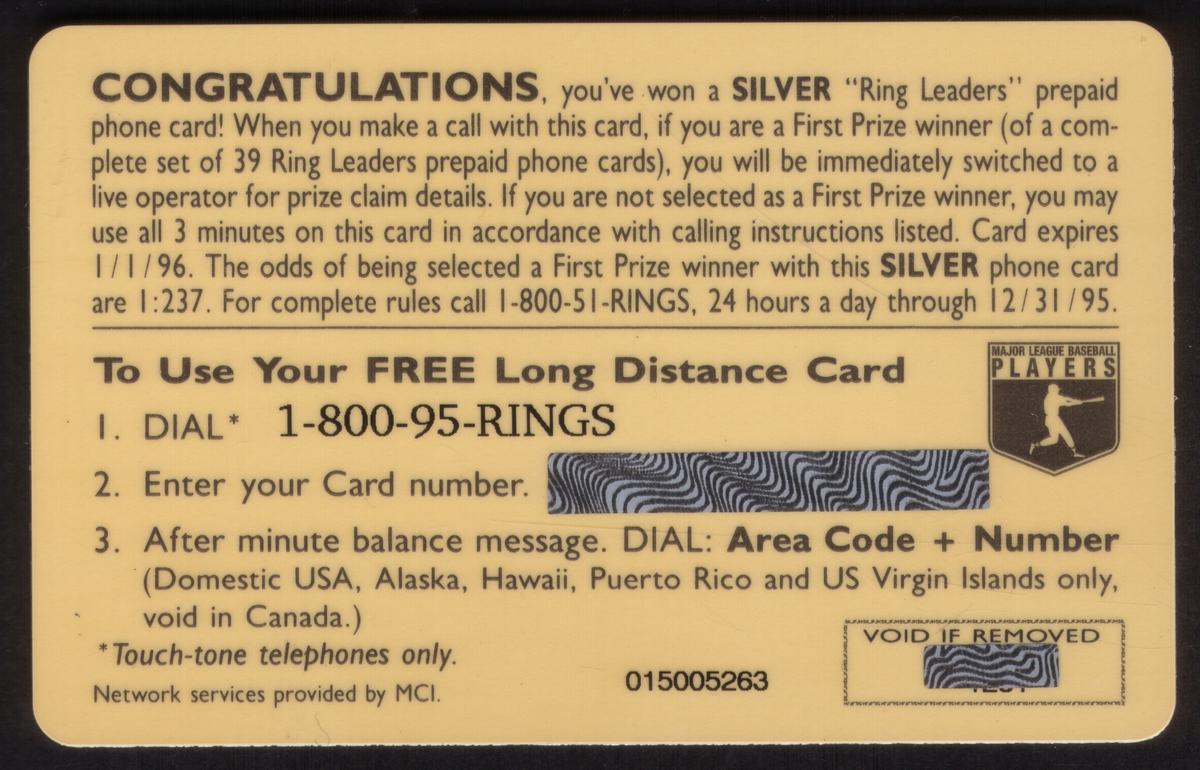 CONGRATULATIONS, you've won a SILVER "Ring Leaders" prepaid
phone card! When you make a call with this card, if you are a First Prize winner (of a com-
plete set of 39 Ring Leaders prepaid phone cards), you will be immediately switched to a
live operator for prize claim details. If you are not selected as a First Prize winner, you may
use all 3 minutes on this card in accordance with calling instructions listed. Card expires
1/1/96. The odds of being selected a First Prize winner with this SILVER phone card
are 1:237. For complete rules call 1-800-51-RINGS, 24 hours a day through 12/31/95.
To Use Your FREE Long Distance Card
MAJOR LEAGUE BASEBALL
PLAYERS
1. DIAL* 1-800-95-RINGS
2. Enter your Card number.
3. After minute balance message. DIAL: Area Code + Number
(Domestic USA, Alaska, Hawaii, Puerto Rico and US Virgin Islands only,
void in Canada.)
*Touch-tone telephones only.
VOID IF REMOVED
Network services provided by MCI.
015005263